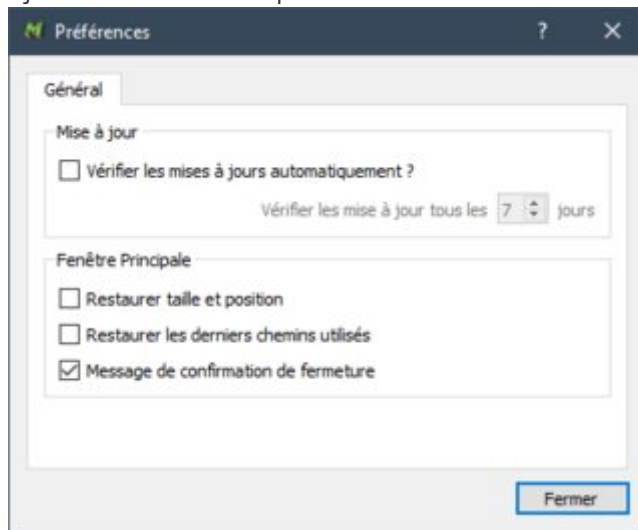 Préférences
?
Général
Mise à jour
Vérifier les mises à jours automatiquement ?
Vérifier les mise à jour tous les 7 jours
Fenêtre Principale
Restaurer taille et position
Restaurer les derniers chemins utilisés
Message de confirmation de fermeture
Fermer